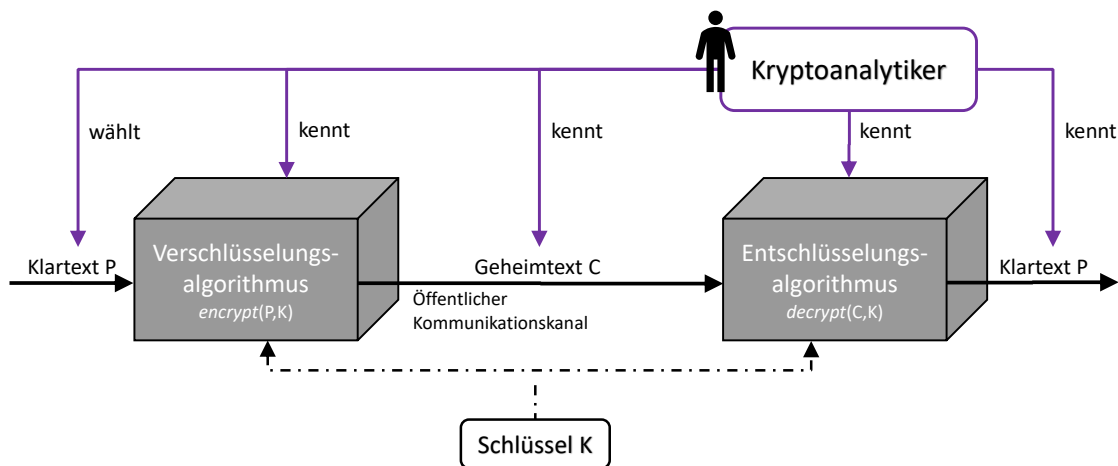 Kryptoanalytiker
wählt
kennt
kennt
kennt
kennt
Klartext P
Verschlüsselungs-
algorithmus
encrypt(P,K)
Geheimtext C
Öffentlicher
Kommunikationskanal
Entschlüsselungs-
algorithmus
decrypt(C,K)
Klartext P
Schlüssel K